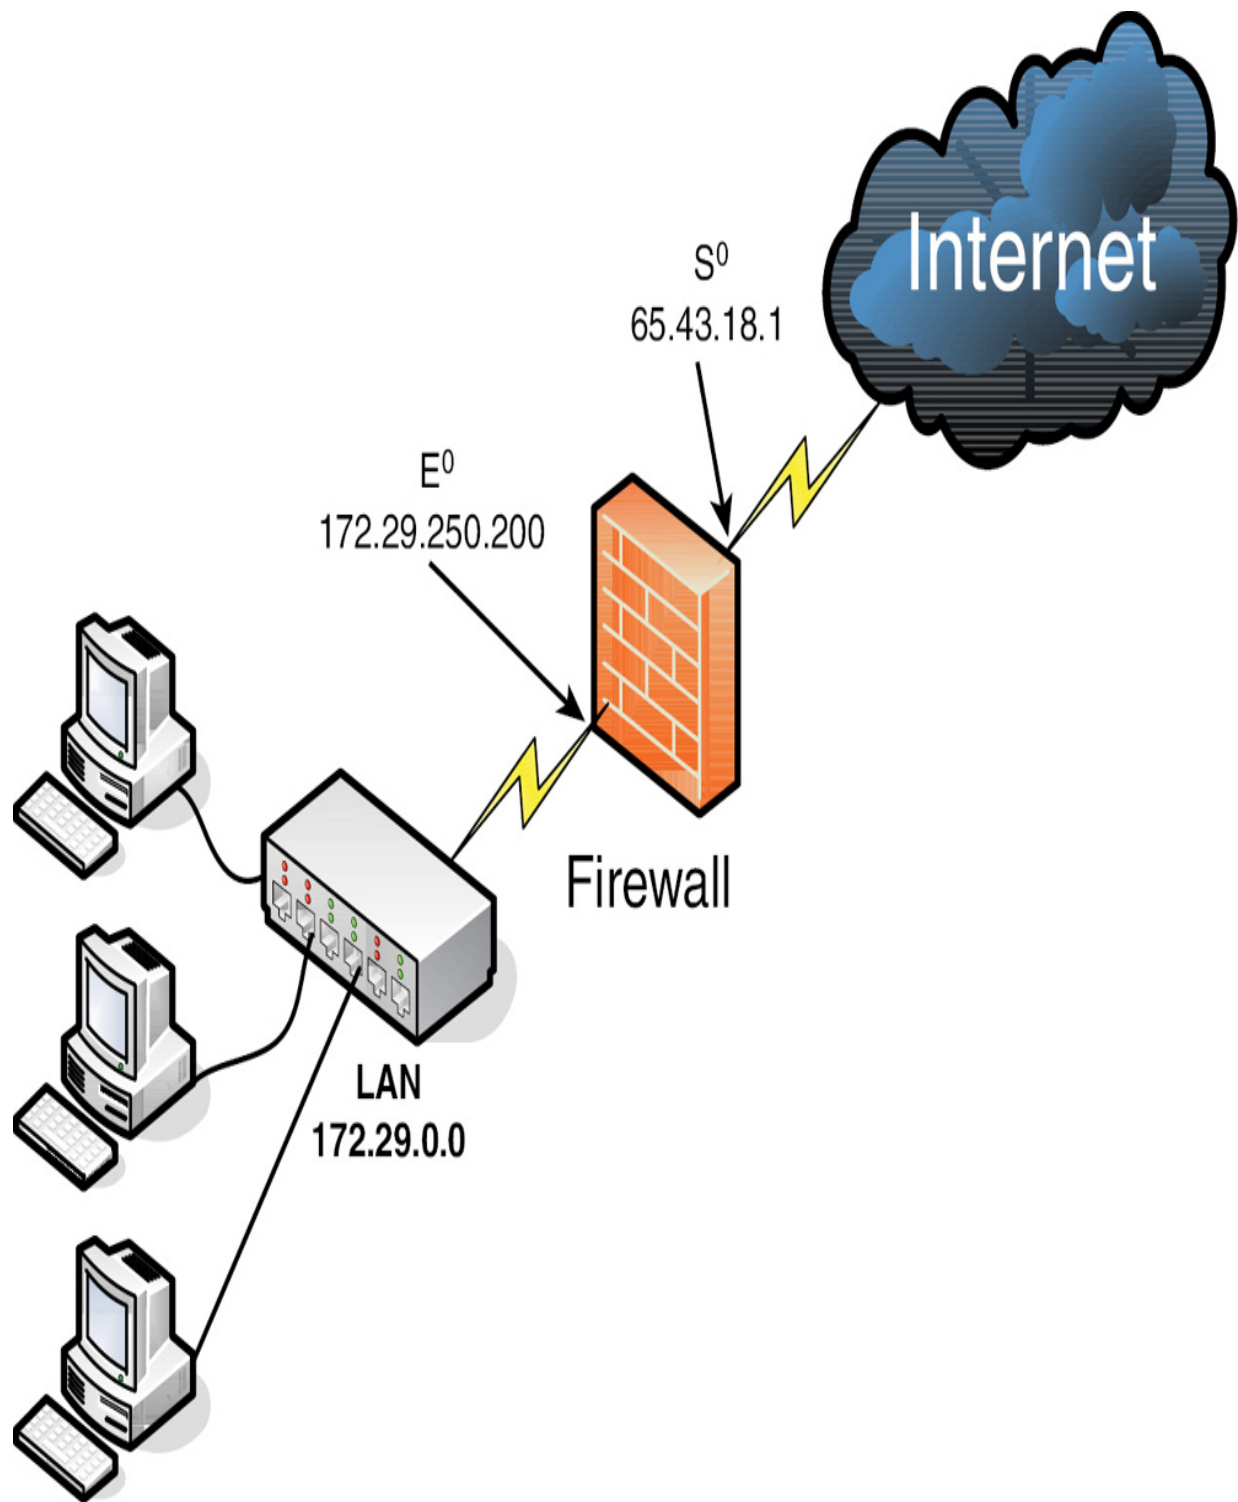 Internet
S⁰
65.43.18.1
E⁰
172.29.250.200
Firewall
LAN
172.29.0.0